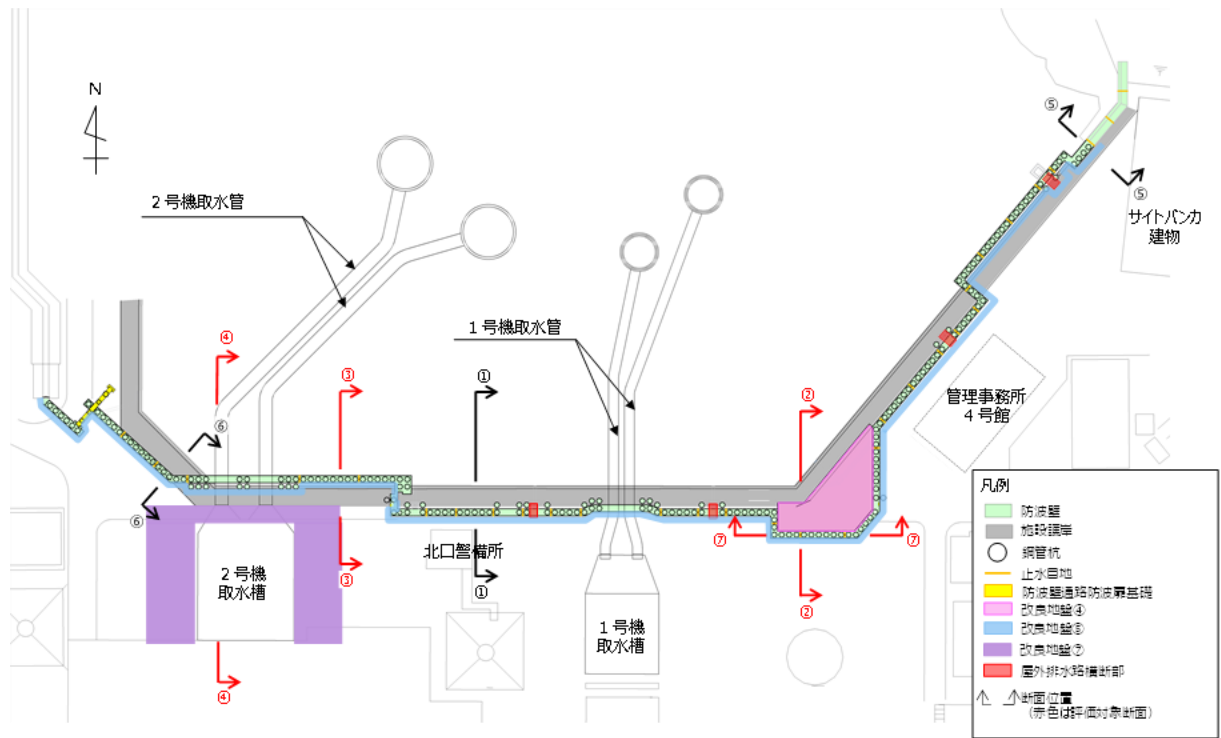 N
⑤
⑤
サイトバンカ
建物
2号機取水管
1号機取水管
④
③
①
②
⑥
⑥
管理事務所
4号館
⑦
⑦
北口警備所
2号機
取水槽
③
①
②
1号機
取水槽
④
凡例
防波壁
施設護岸
鋼管杭
止水目地
防波壁通路防波扉基礎
改良地盤④
改良地盤⑥
改良地盤⑦
屋外排水路横断部
断面位置
(赤色は評価対象断面)